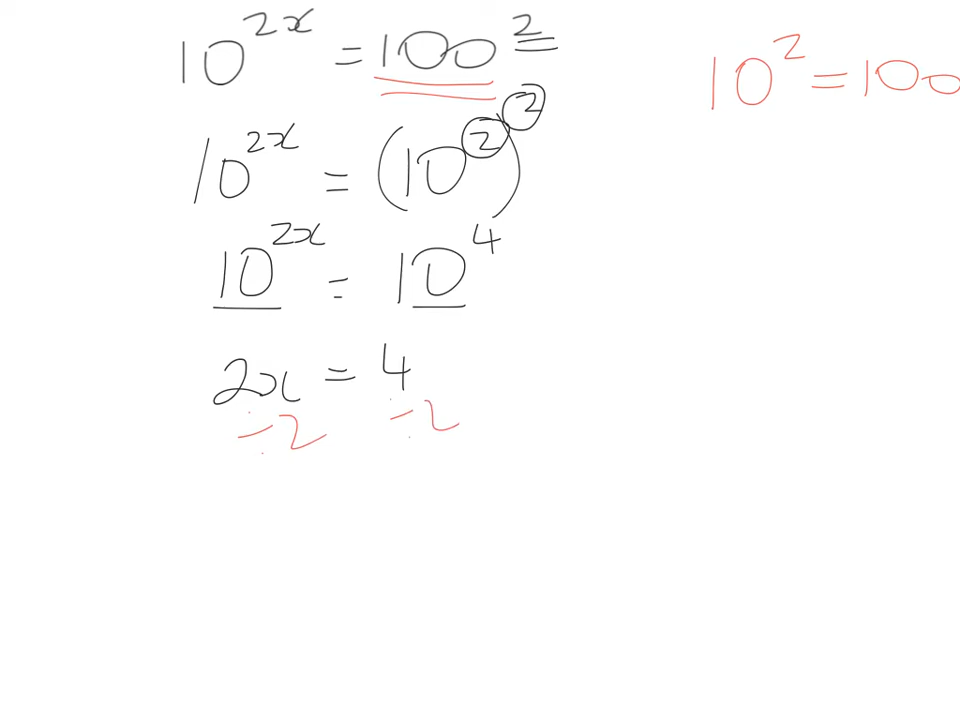 10^{2x} = 100^2
10^2 = 100
10^{2x} = (10^2)^2
10^{2x} = 10^4
2x = 4
÷2 ÷2